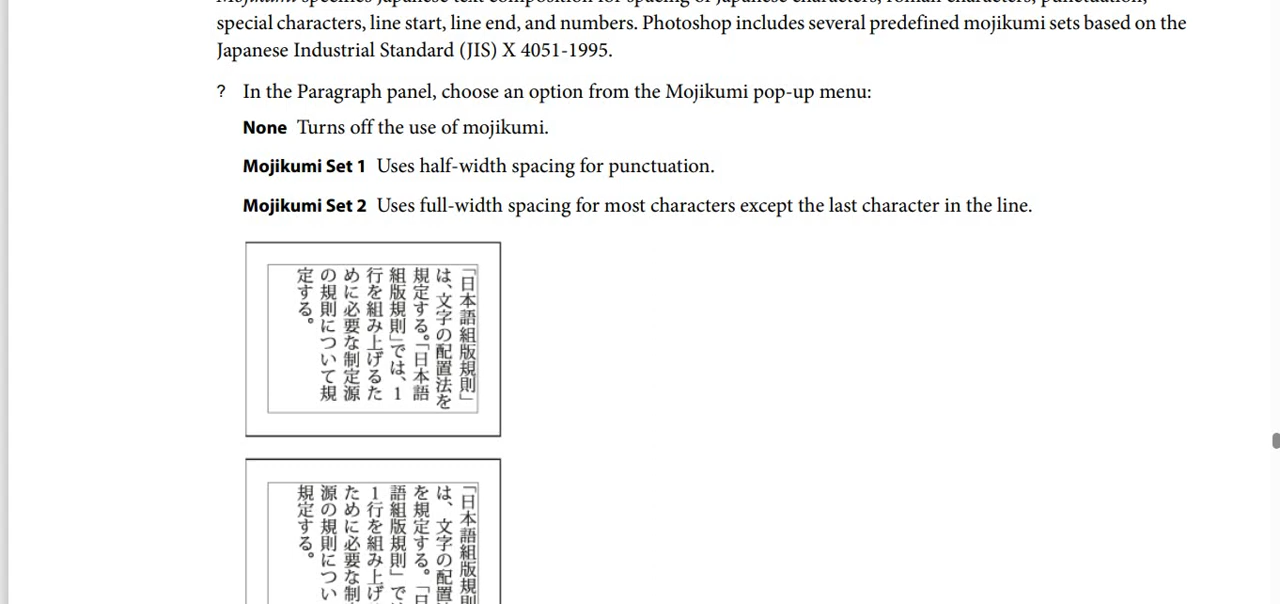 Mojikumi specifies Japanese text composition for spacing of Japanese characters, roman characters, punctuation,
special characters, line start, line end, and numbers. Photoshop includes several predefined mojikumi sets based on the
Japanese Industrial Standard (JIS) X 4051-1995.
? In the Paragraph panel, choose an option from the Mojikumi pop-up menu:
None Turns off the use of mojikumi.
Mojikumi Set 1 Uses half-width spacing for punctuation.
Mojikumi Set 2 Uses full-width spacing for most characters except the last character in the line.
「日本語組版規則」
は、文字の配置法を
規定する。「日本語
組版規則」では、1
行を組み上げるた
めに必要な制定源
の規則について規
定する。
「日本語組版規
は、文字の配置
を規定する。「日
語組版規則」で
1行を組み上げ
ために必要な制
源の規則につい
規定する。